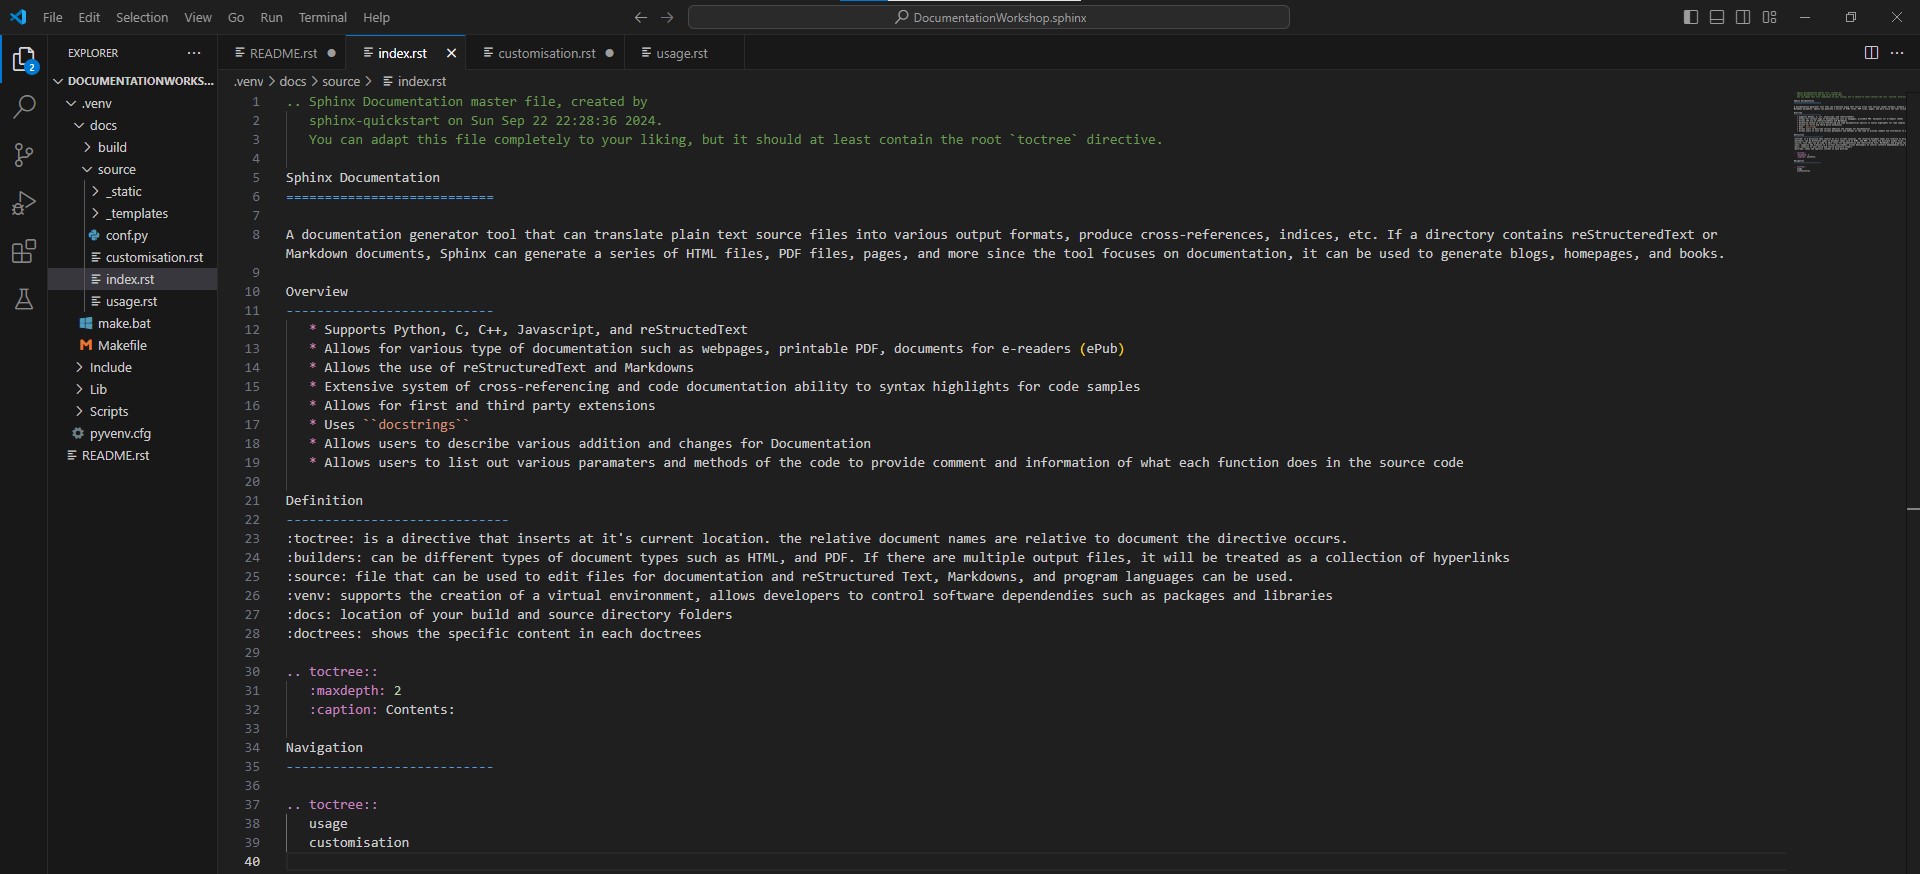 File Edit Selection View Go Run Terminal Help
DocumentationWorkshop.sphinx
EXPLORER
README.rst
index.rst
customisation.rst
usage.rst
2
DOCUMENTATIONWORKS...
.venv
docs
build
source
_static
_templates
conf.py
customisation.rst
index.rst
usage.rst
make.bat
Makefile
Include
Lib
Scripts
pyvenv.cfg
README.rst
.venv > docs > source > index.rst
1 .. Sphinx Documentation master file, created by
2 sphinx-quickstart on Sun Sep 22 22:28:36 2024.
3 You can adapt this file completely to your liking, but it should at least contain the root `toctree` directive.
4
5 Sphinx Documentation
6 ===========================
7
8 A documentation generator tool that can translate plain text source files into various output formats, produce cross-references, indices, etc. If a directory contains reStructeredText or
Markdown documents, Sphinx can generate a series of HTML files, PDF files, pages, and more since the tool focuses on documentation, it can be used to generate blogs, homepages, and books.
9
10 Overview
11 ---------------------------
12 * Supports Python, C, C++, Javascript, and reStructedText
13 * Allows for various type of documentation such as webpages, printable PDF, documents for e-readers (ePub)
14 * Allows the use of reStructuredText and Markdowns
15 * Extensive system of cross-referencing and code documentation ability to syntax highlights for code samples
16 * Allows for first and third party extensions
17 * Uses ``docstrings``
18 * Allows users to describe various addition and changes for Documentation
19 * Allows users to list out various paramaters and methods of the code to provide comment and information of what each function does in the source code
20
21 Definition
22 -----------------------------
23 :toctree: is a directive that inserts at it's current location. the relative document names are relative to document the directive occurs.
24 :builders: can be different types of document types such as HTML, and PDF. If there are multiple output files, it will be treated as a collection of hyperlinks
25 :source: file that can be used to edit files for documentation and reStructured Text, Markdowns, and program languages can be used.
26 :venv: supports the creation of a virtual environment, allows developers to control software dependendies such as packages and libraries
27 :docs: location of your build and source directory folders
28 :doctrees: shows the specific content in each doctrees
29
30 .. toctree::
31 :maxdepth: 2
32 :caption: Contents:
33
34 Navigation
35 ---------------------------
36
37 .. toctree::
38 usage
39 customisation
40